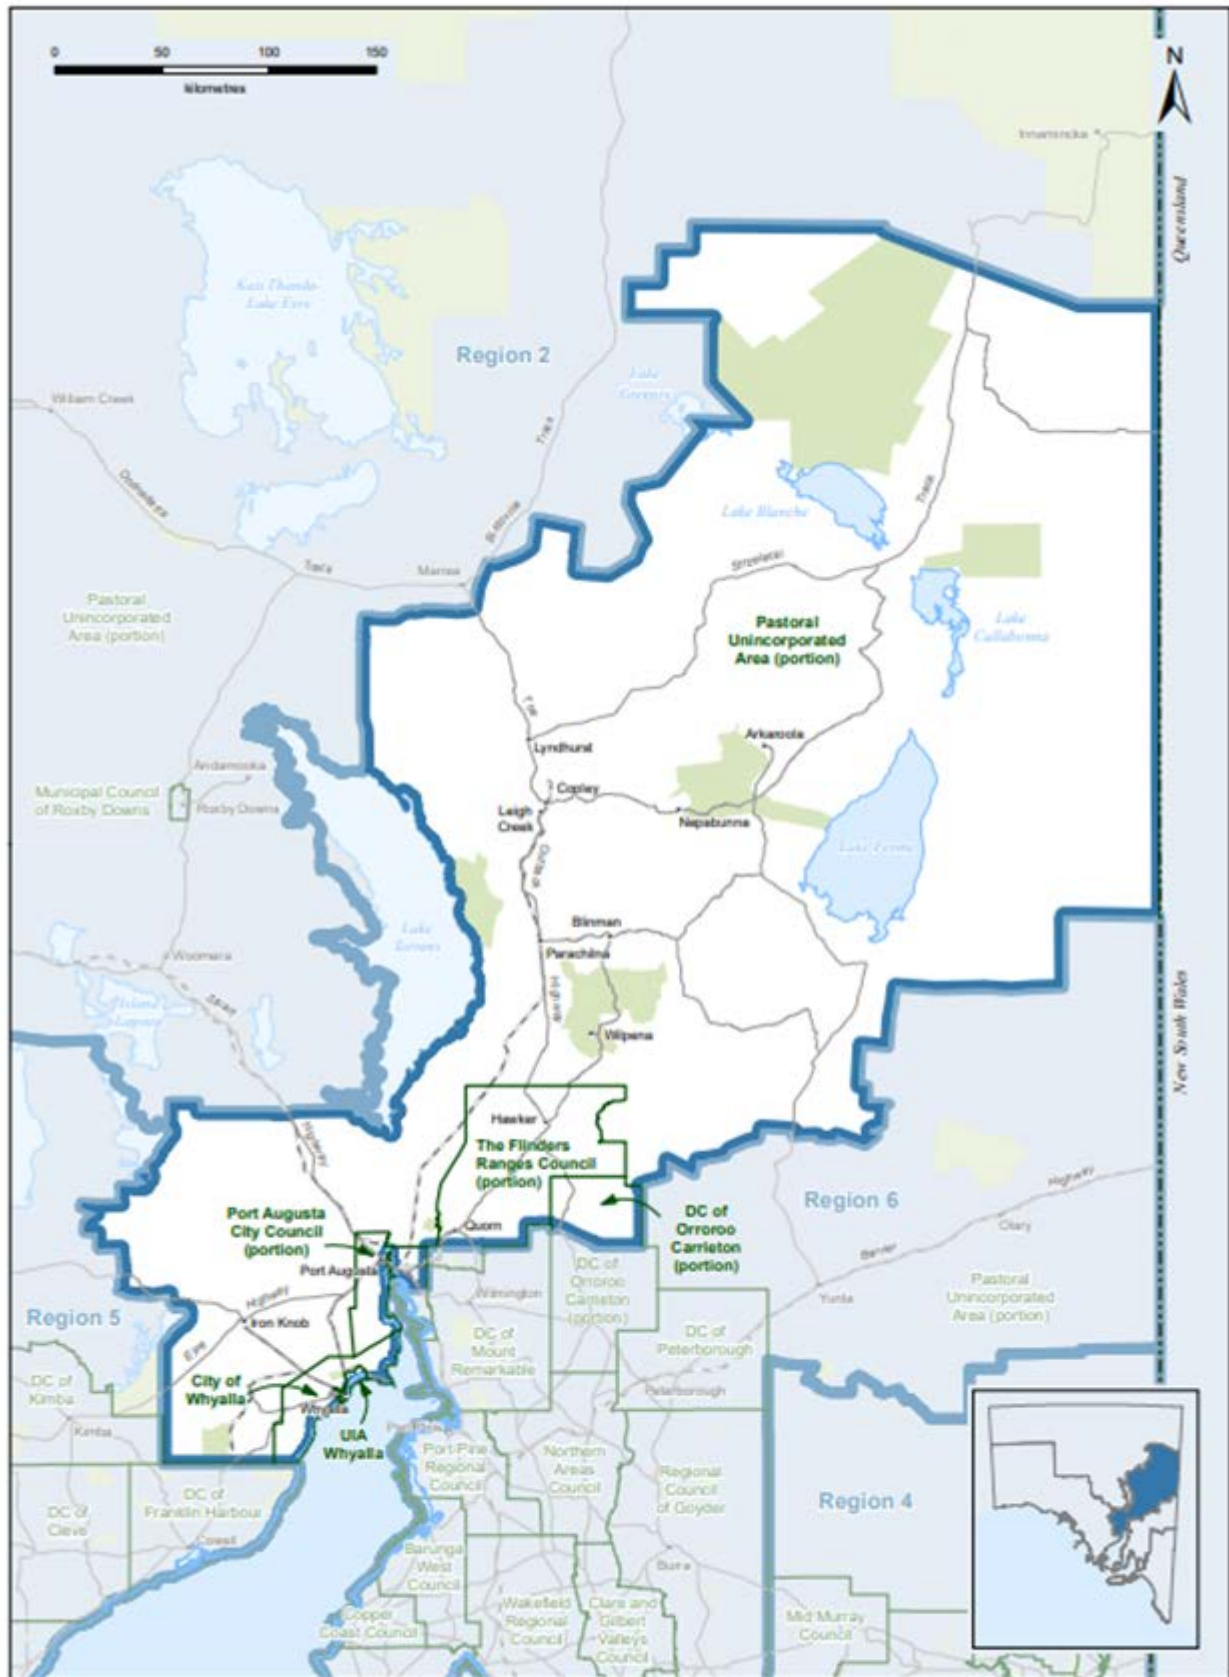 0 50 100 150
kilometres
N
Innamincka
Queensland
Kati Thanda-
Lake Eyre
Region 2
Lake
William Creek
Track
Oodnadatta
Lake Blanche
Track
Birdsville
Strzelecki
Track
Marree
Pastoral
Unincorporated
Area (portion)
Pastoral
Unincorporated
Area (portion)
Lake
Callabonna
The
Lyndhurst
Arkaroola
Andamooka
Municipal Council
of Roxby Downs
Roxby Downs
Copley
Leigh
Creek
Nepabunna
Outback
Lake Frome
Blinman
Lake
Torrens
Parachilna
Woomera
Highway
Island
Lagoon
Stuart
Wilpena
New South Wales
Hawker
Highway
The Flinders
Ranges Council
(portion)
Region 6
Highway
Port Augusta
City Council
(portion)
Quorn
DC of
Orroroo
Carrieton
(portion)
Olary
Barrier
Port Augusta
DC of
Orroroo
Carrieton
(portion)
Wilmington
Yunta
Pastoral
Unincorporated
Area (portion)
Highway
Region 5
Iron Knob
Eyre
DC of
Mount
Remarkable
DC of
Peterborough
DC of
Kimba
City of
Whyalla
Peterborough
Whyalla
Kimba
UIA
Whyalla
Port Pirie
Port Pirie
Regional
Council
Northern
Areas
Council
Regional
Council
of Goyder
DC of
Cleve
DC of
Franklin Harbour
Region 4
Cowell
Barunga
West
Council
Burra
Copper
Coast Council
Wakefield
Regional
Council
Clare and
Gilbert
Valleys
Council
Mid Murray
Council